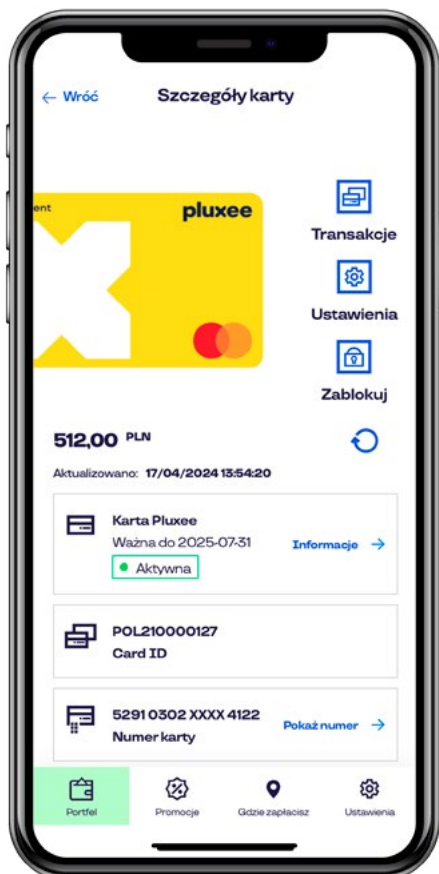 ← Wróć
Szczegóły karty
ent
pluxee
Transakcje
Ustawienia
Zablokuj
512,00 PLN
Aktualizowano: 17/04/2024 13:54:20
Karta Pluxee
Ważna do 2025-07-31
Informacje →
Aktywna
POL210000127
Card ID
5291 0302 XXXX 4122
Pokaż numer →
Numer karty
Portfel
Promocje
Gdzie zapłacisz
Ustawienia